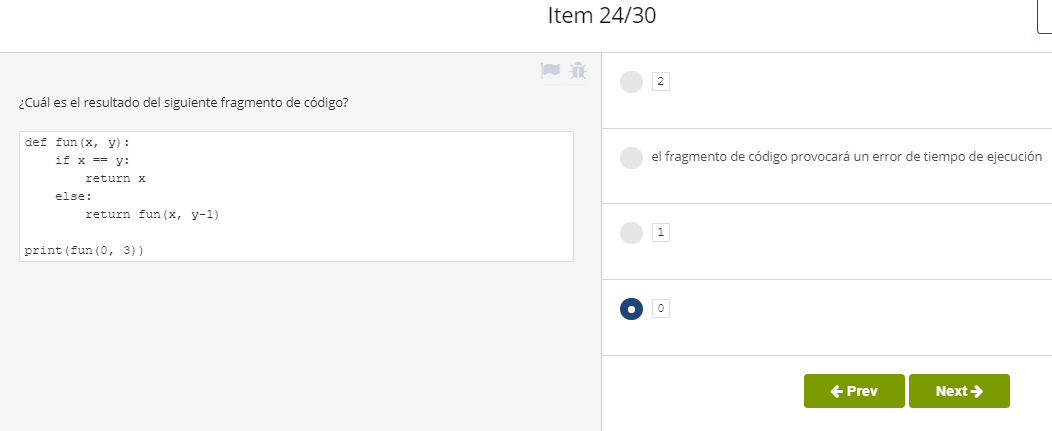 Item 24/30
¿Cuál es el resultado del siguiente fragmento de código?
def fun(x, y):
    if x == y:
        return x
    else:
        return fun(x, y-1)

print(fun(0, 3))
2
el fragmento de código provocará un error de tiempo de ejecución
1
0
Prev
Next